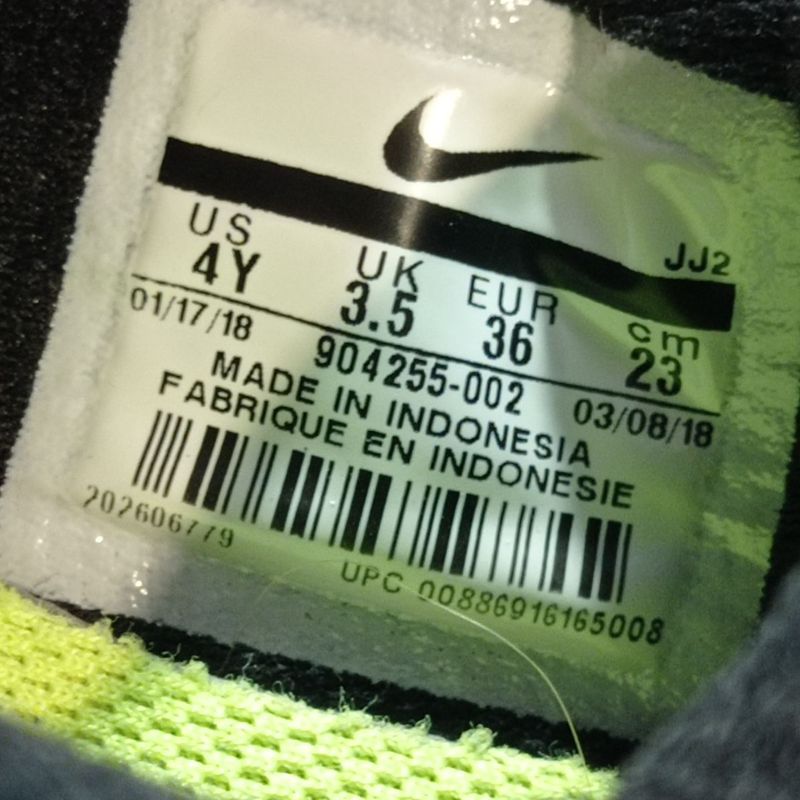 JJ2
US UK EUR cm
4Y 3.5 36 23
01/17/18 904255-002 03/08/18
MADE IN INDONESIA
FABRIQUE EN INDONESIE
202606779
UPC 00886916165008